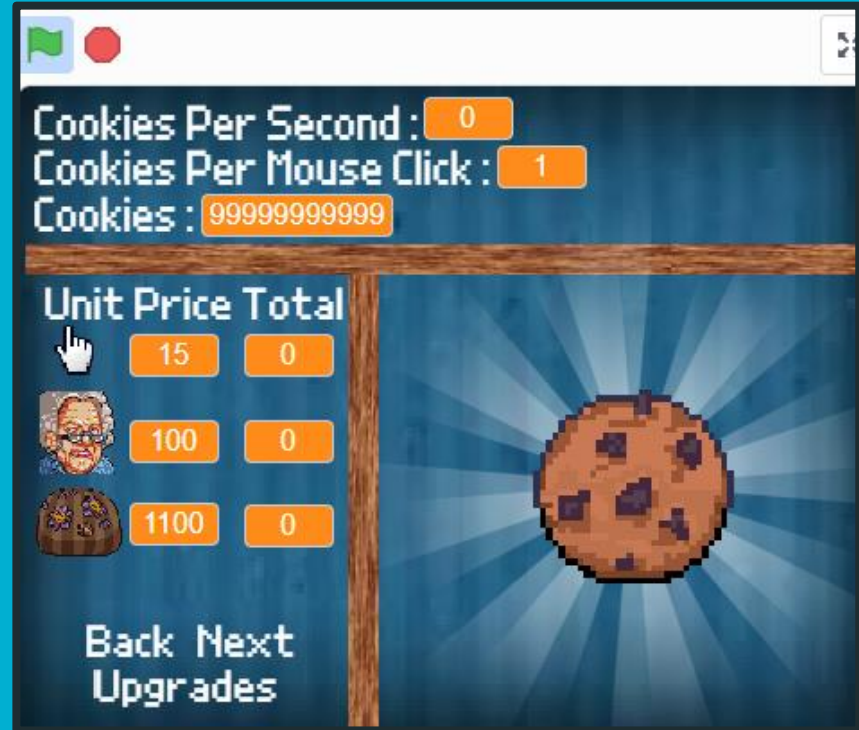 Cookies Per Second : 0
Cookies Per Mouse Click : 1
Cookies : 99999999999
Unit Price Total
15 0
100 0
1100 0
Back Next
Upgrades